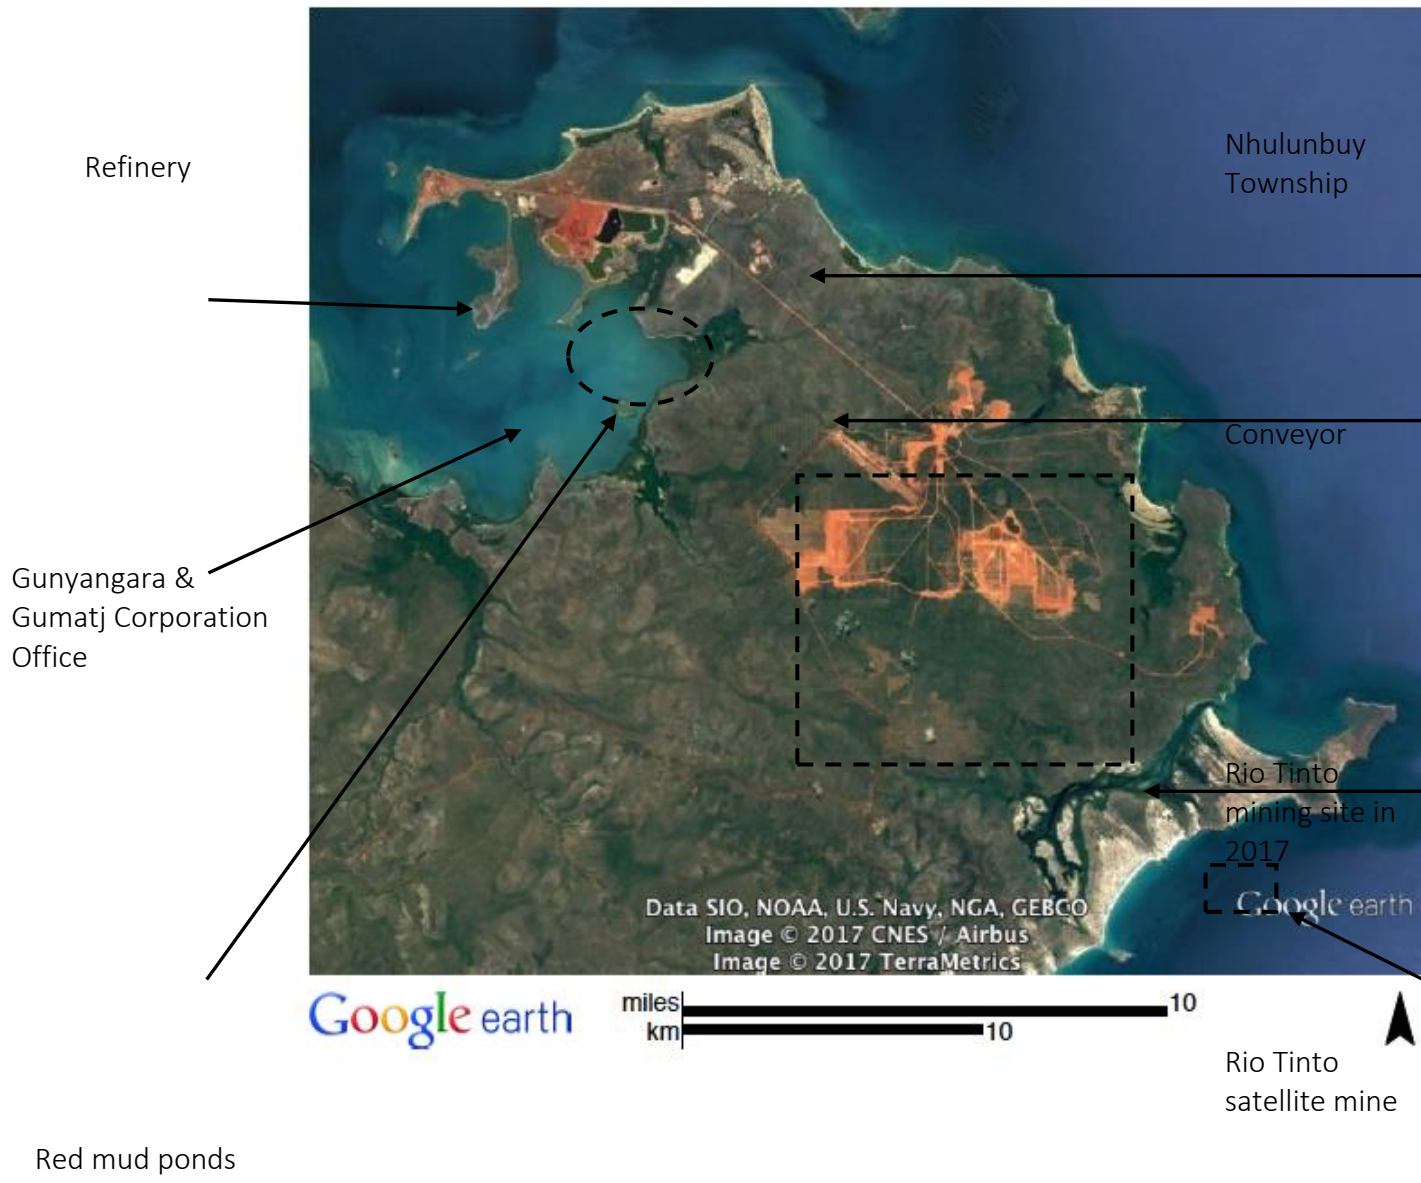 Refinery
Nhulunbuy
Township
Conveyor
Gunyangara &
Gumatj Corporation
Office
Rio Tinto
mining site in
2017
Google earth
Data SIO, NOAA, U.S. Navy, NGA, GEBCO
Image © 2017 CNES / Airbus
Image © 2017 TerraMetrics
Google earth
miles 10
km 10
Rio Tinto
satellite mine
Red mud ponds